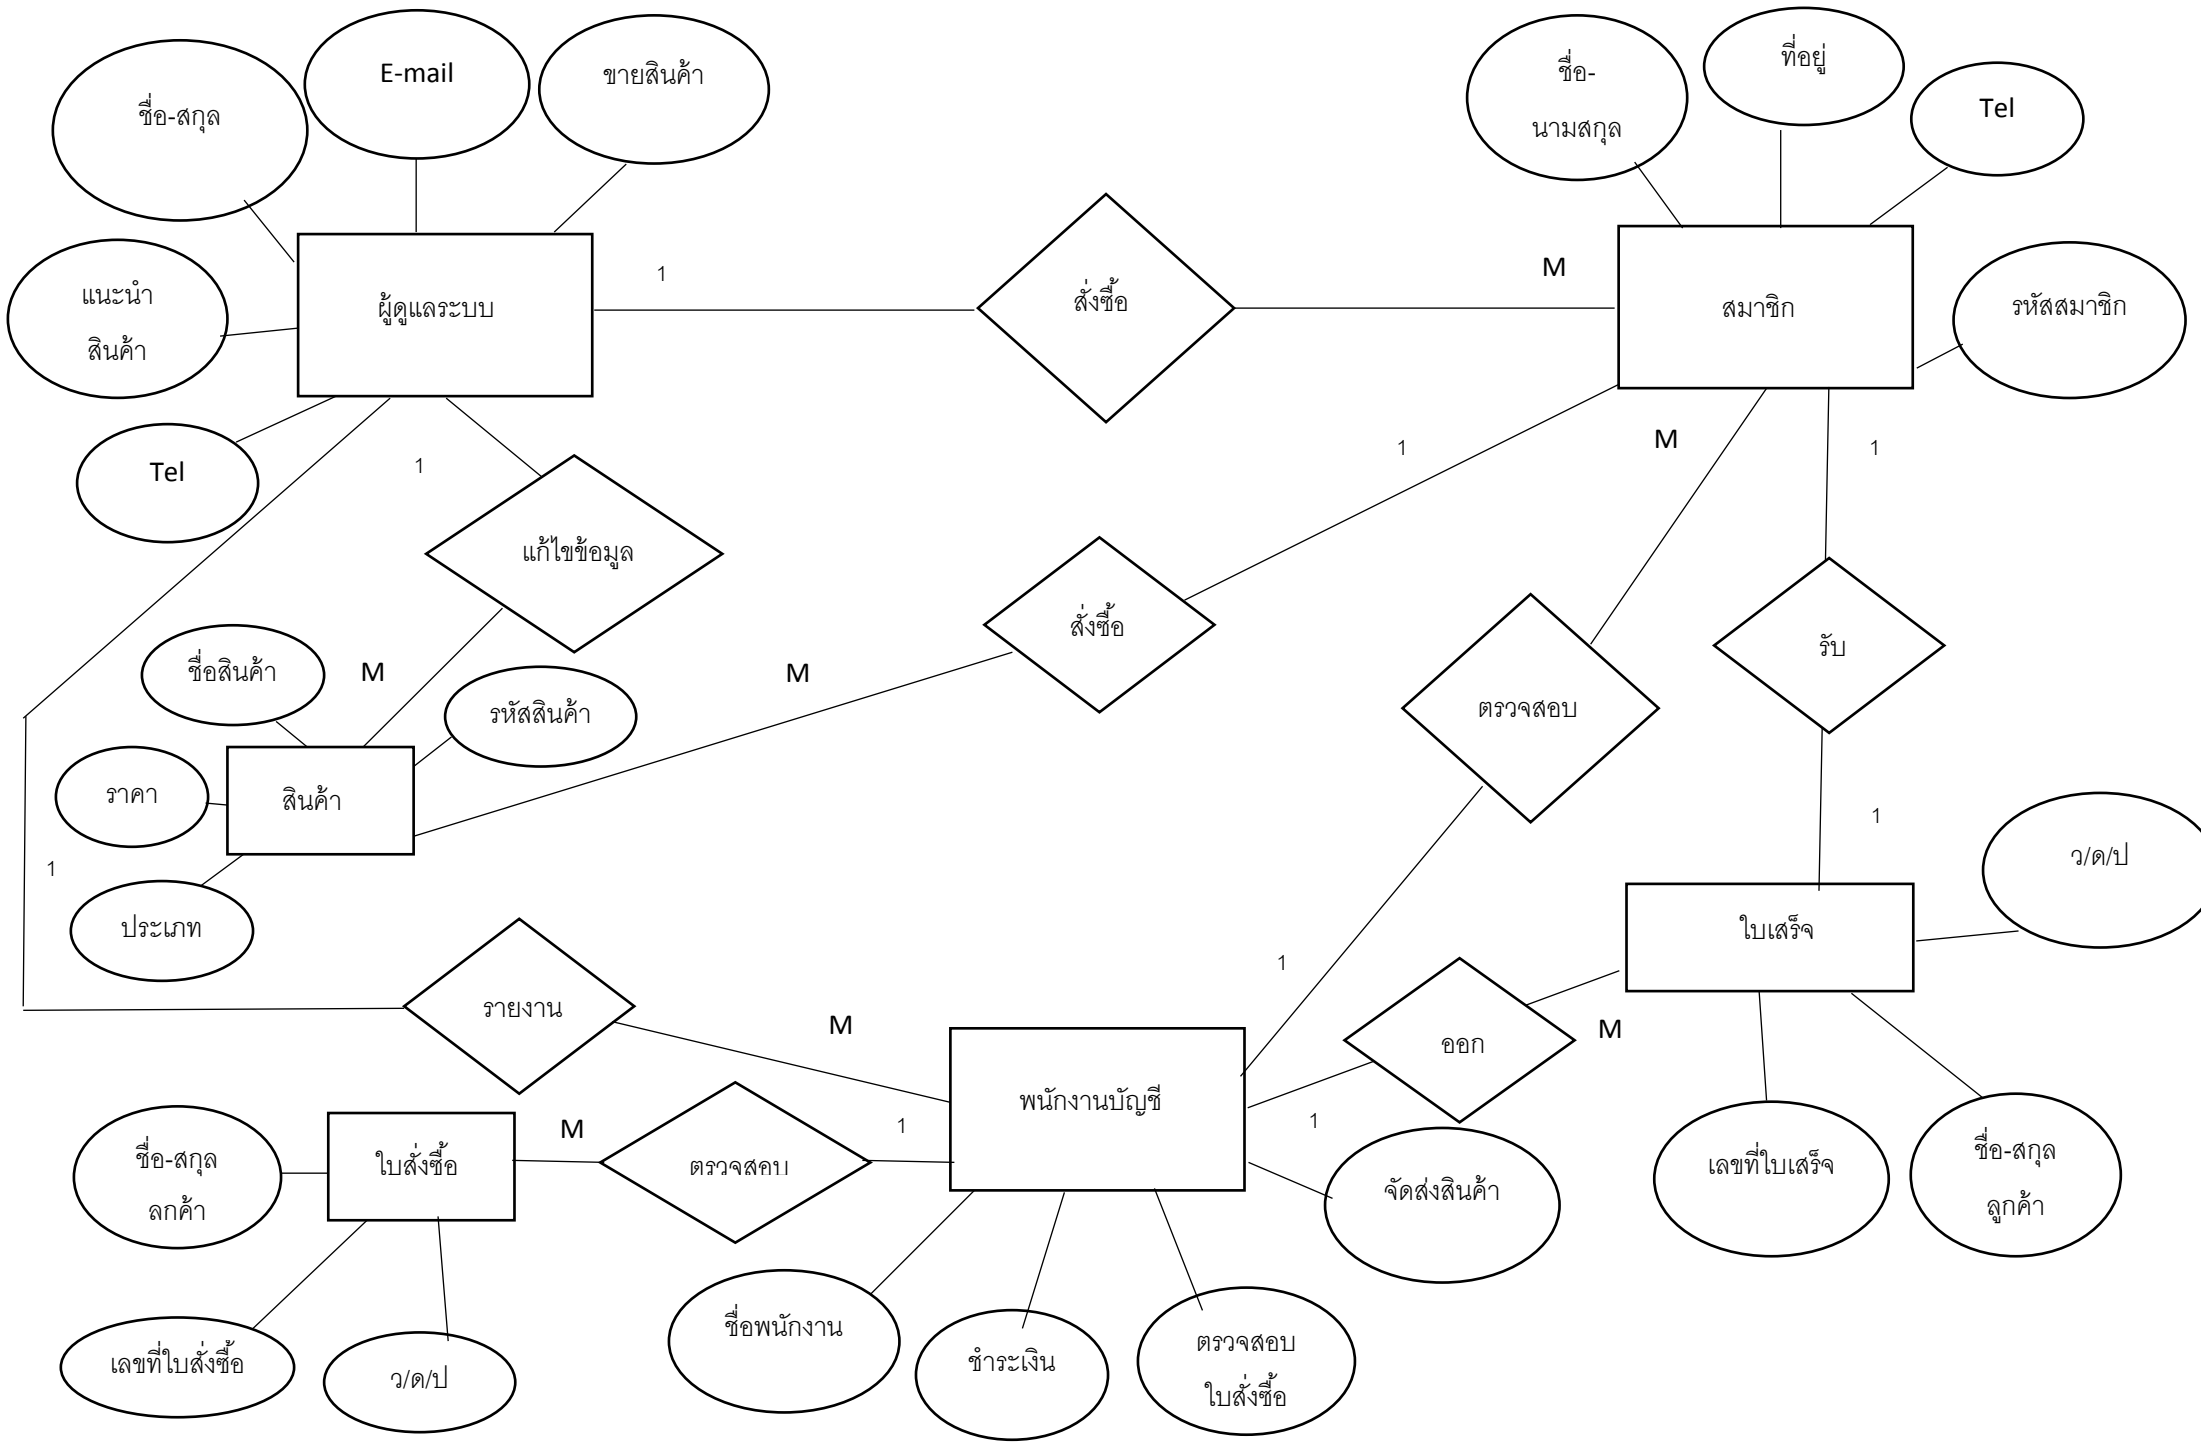 ชื่อ-สกุล
E-mail
ขายสินค้า
ชื่อ-
นามสกุล
ที่อยู่
Tel
แนะนำ
สินค้า
ผู้ดูแลระบบ
1
สั่งซื้อ
M
สมาชิก
รหัสสมาชิก
Tel
1
แก้ไขข้อมูล
1
M
1
สั่งซื้อ
รับ
ชื่อสินค้า
M
รหัสสินค้า
M
ตรวจสอบ
ราคา
สินค้า
1
ว/ด/ป
1
ประเภท
ใบเสร็จ
รายงาน
M
1
ออก
M
พนักงานบัญชี
1
ชื่อ-สกุล
ลกค้า
ใบสั่งซื้อ
M
ตรวจสอบ
1
จัดส่งสินค้า
เลขที่ใบเสร็จ
ชื่อ-สกุล
ลูกค้า
เลขที่ใบสั่งซื้อ
ว/ด/ป
ชื่อพนักงาน
ชำระเงิน
ตรวจสอบ
ใบสั่งซื้อ